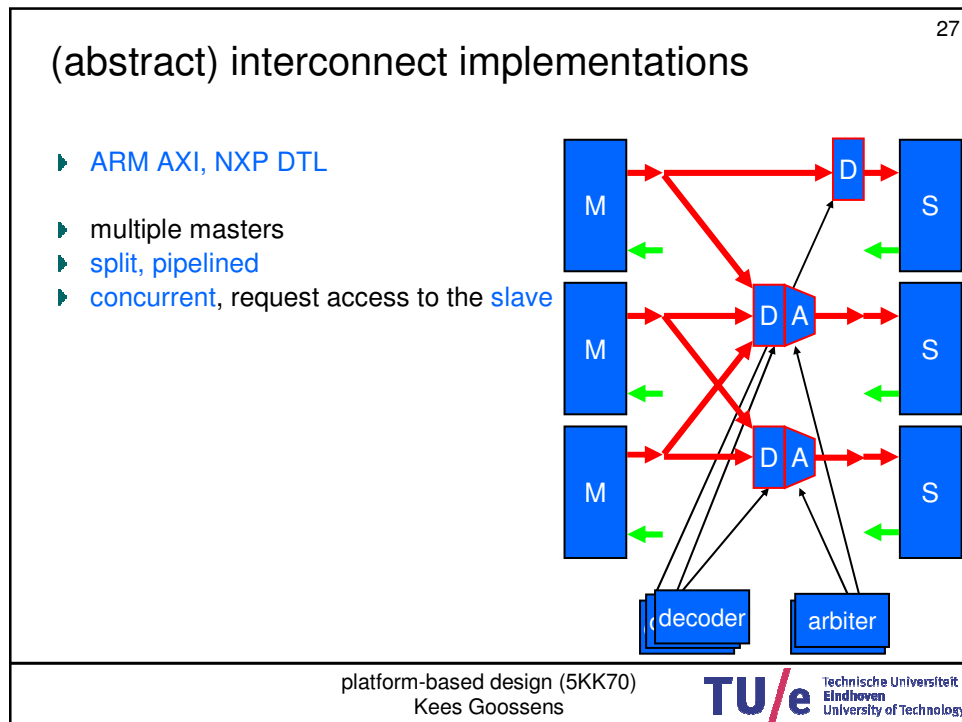 27
(abstract) interconnect implementations
ARM AXI, NXP DTL
multiple masters
split, pipelined
concurrent, request access to the slave
M
D
S
M
D A
S
M
D A
S
decoder
arbiter
platform-based design (5KK70)
Kees Goossens
TU/e
Technische Universiteit
Eindhoven
University of Technology